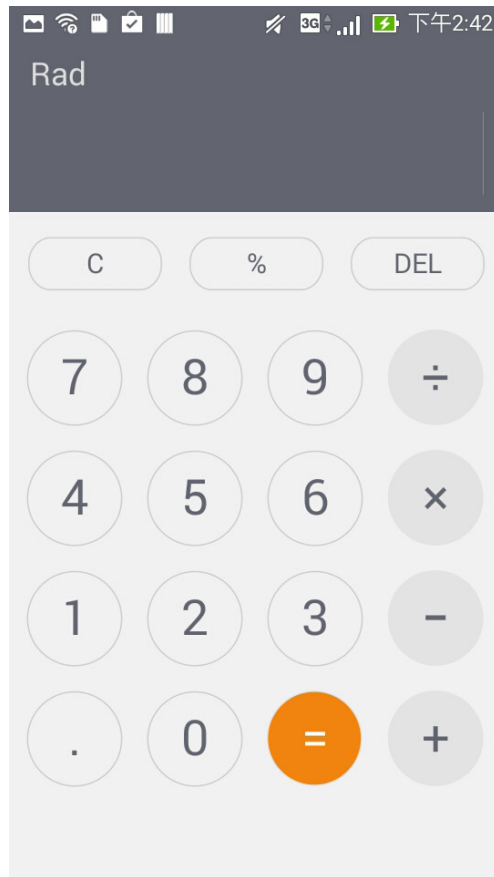 3G 下午2:42
Rad
C % DEL
7 8 9 ÷
4 5 6 ×
1 2 3 −
. 0 = +